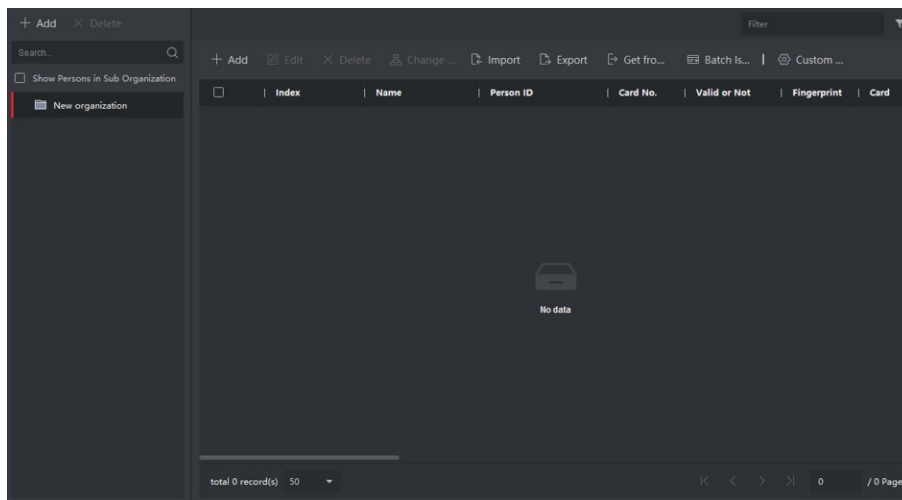 Add Delete
Filter
Search...
Show Persons in Sub Organization
New organization
Add Edit Delete Change ... Import Export Get fro... Batch Is... Custom ...
Index Name Person ID Card No. Valid or Not Fingerprint Card
No data
total 0 record(s) 50
0 / 0 Page